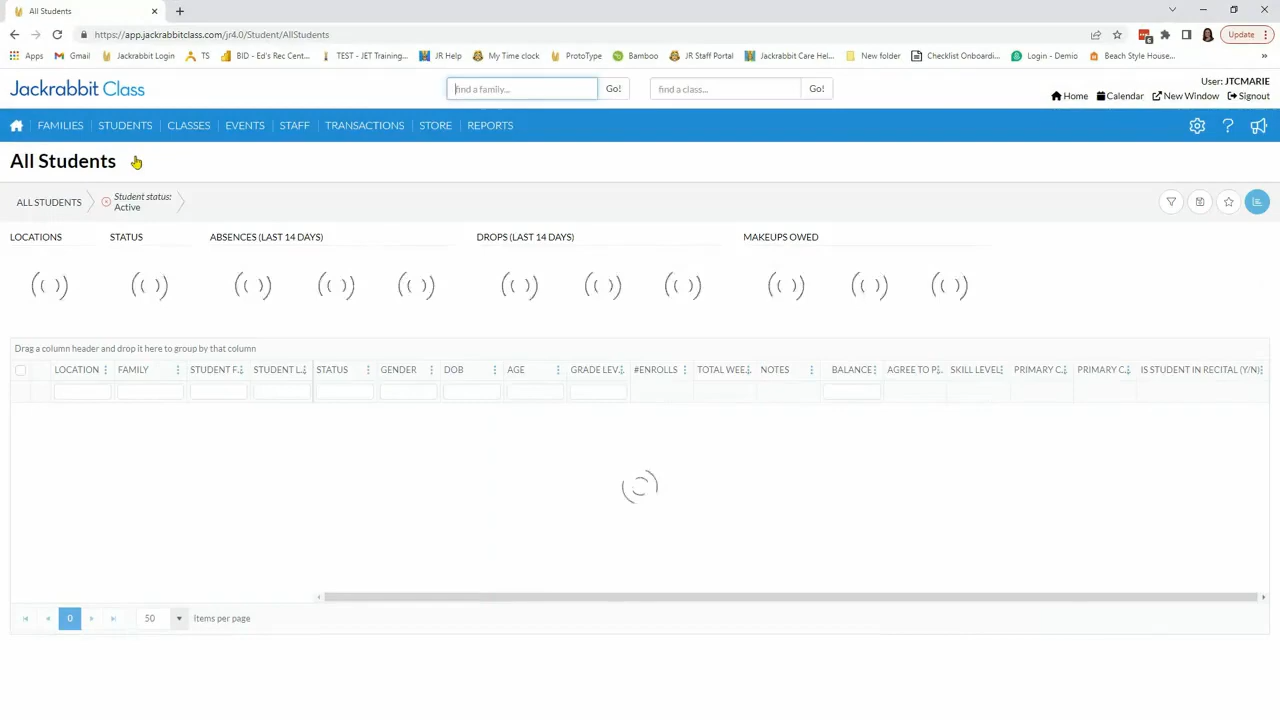 All Students
https://app.jackrabbitclass.com/jr4.0/Student/AllStudents
Update
Apps Gmail Jackrabbit Login TS BID - Ed's Rec Cent... TEST - JET Training... JR Help My Time clock ProtoType Bamboo JR Staff Portal Jackrabbit Care Hel... New folder Checklist Onboardi... Login - Demio Beach Style House... »
Jackrabbit Class
find a family... Go! find a class... Go!
User: JTCMARIE
Home Calendar New Window Signout
FAMILIES STUDENTS CLASSES EVENTS STAFF TRANSACTIONS STORE REPORTS
All Students
ALL STUDENTS Student status:
Active
LOCATIONS STATUS ABSENCES (LAST 14 DAYS) DROPS (LAST 14 DAYS) MAKEUPS OWED
Drag a column header and drop it here to group by that column
LOCATION FAMILY STUDENT F... STUDENT L... STATUS GENDER DOB AGE GRADE LEV... #ENROLLS TOTAL WEE... NOTES BALANCE AGREE TO P... SKILL LEVEL PRIMARY C... PRIMARY C... IS STUDENT IN RECITAL (Y/N)
0 50 items per page